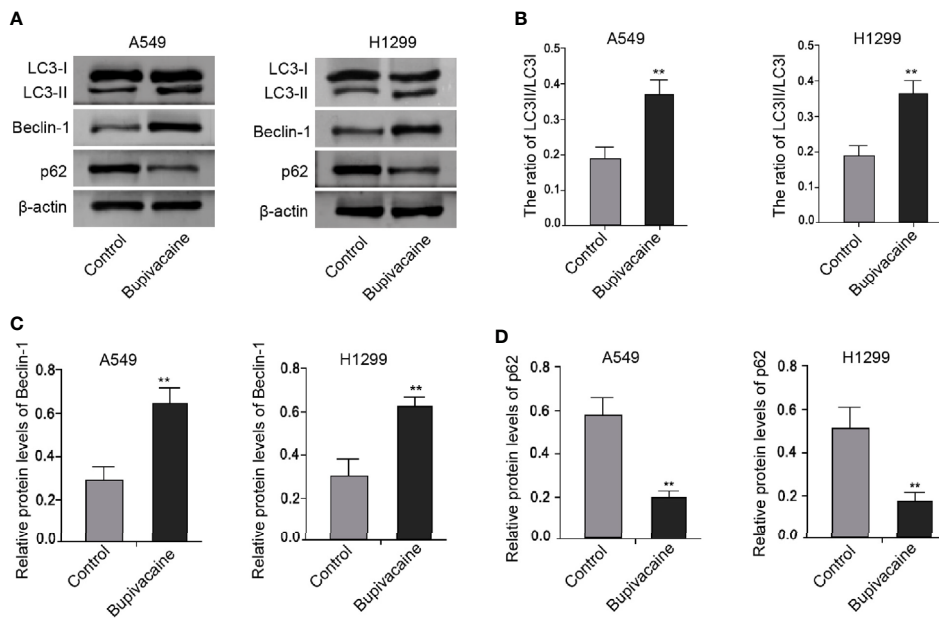 A
A549
LC3-I
LC3-II
Beclin-1
p62
β-actin
Control
Bupivacaine
H1299
LC3-I
LC3-II
Beclin-1
p62
β-actin
Control
Bupivacaine
B
A549
The ratio of LC3II/LC3I
0.5
0.4
0.3
0.2
0.1
0.0
**
Control
Bupivacaine
H1299
The ratio of LC3II/LC3I
0.5
0.4
0.3
0.2
0.1
0.0
**
Control
Bupivacaine
C
A549
Relative protein levels of Beclin-1
0.8
0.6
0.4
0.2
0.0
**
Control
Bupivacaine
H1299
Relative protein levels of Beclin-1
0.8
0.6
0.4
0.2
0.0
**
Control
Bupivacaine
D
A549
Relative protein levels of p62
0.8
0.6
0.4
0.2
0.0
**
Control
Bupivacaine
H1299
Relative protein levels of p62
0.8
0.6
0.4
0.2
0.0
**
Control
Bupivacaine